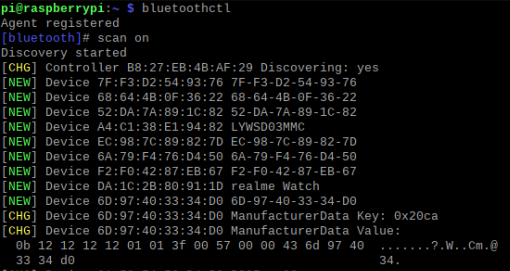 pi@raspberrypi:~ $ bluetoothctl
Agent registered
[bluetooth]# scan on
Discovery started
[CHG] Controller B8:27:EB:4B:AF:29 Discovering: yes
[NEW] Device 7F:F3:D2:54:93:76 7F-F3-D2-54-93-76
[NEW] Device 68:64:4B:0F:36:22 68-64-4B-0F-36-22
[NEW] Device 52:DA:7A:89:1C:82 52-DA-7A-89-1C-82
[NEW] Device A4:C1:38:E1:94:82 LYWSD03MMC
[NEW] Device EC:98:7C:89:82:7D EC-98-7C-89-82-7D
[NEW] Device 6A:79:F4:76:D4:50 6A-79-F4-76-D4-50
[NEW] Device F2:F0:42:87:EB:67 F2-F0-42-87-EB-67
[NEW] Device DA:1C:2B:80:91:1D realme Watch
[NEW] Device 6D:97:40:33:34:D0 6D-97-40-33-34-D0
[CHG] Device 6D:97:40:33:34:D0 ManufacturerData Key: 0x20ca
[CHG] Device 6D:97:40:33:34:D0 ManufacturerData Value:
0b 12 12 12 12 01 01 3f 00 57 00 00 43 6d 97 40 .......?.W..Cm.@
33 34 d0 34.